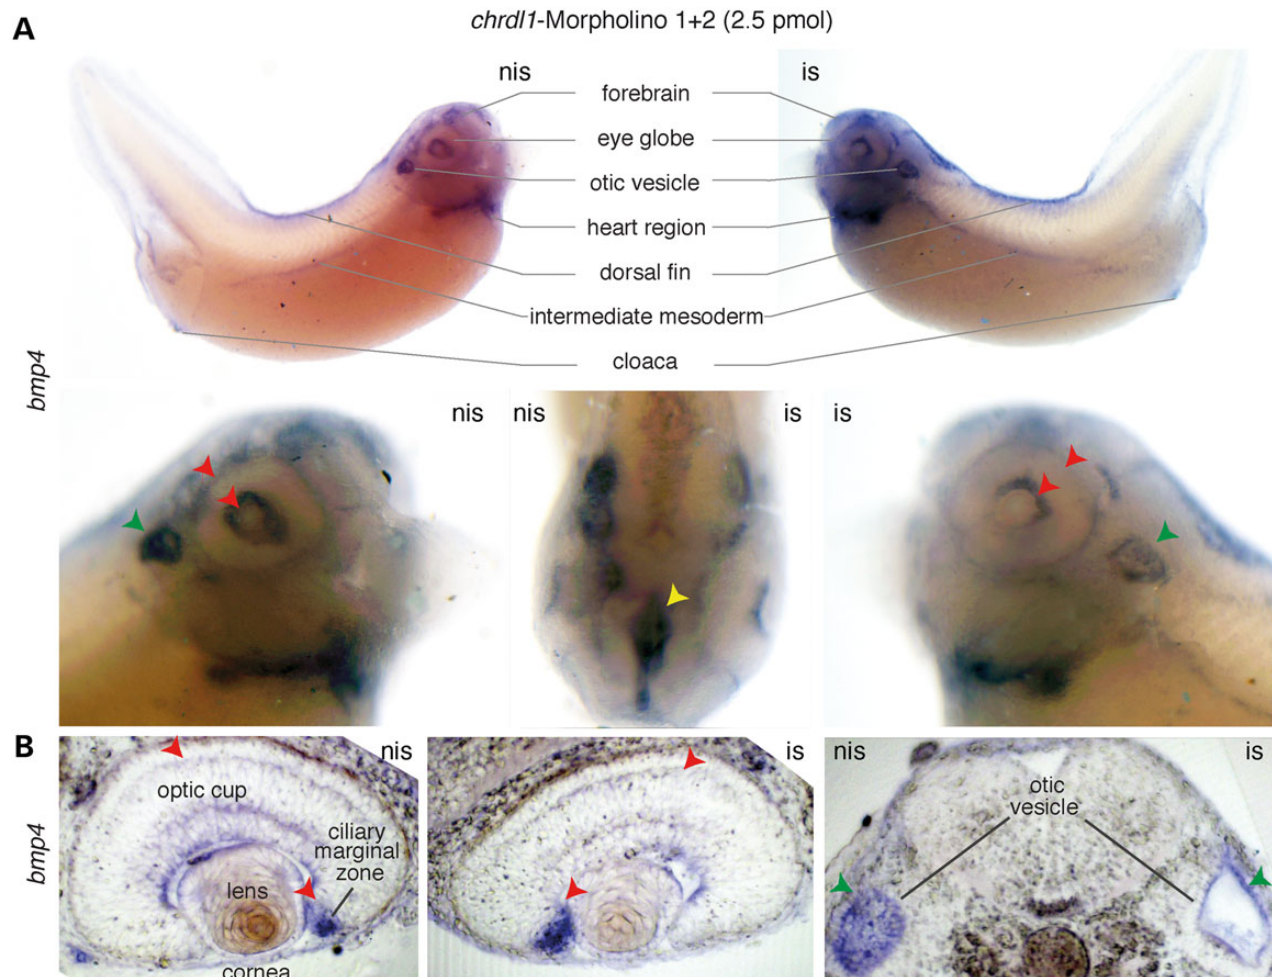 A
chrdl1-Morpholino 1+2 (2.5 pmol)
nis
is
forebrain
eye globe
otic vesicle
heart region
dorsal fin
intermediate mesoderm
cloaca
bmp4
nis
nis
is
is
B
bmp4
nis
optic cup
ciliary
marginal
zone
lens
cornea
is
nis
is
otic
vesicle